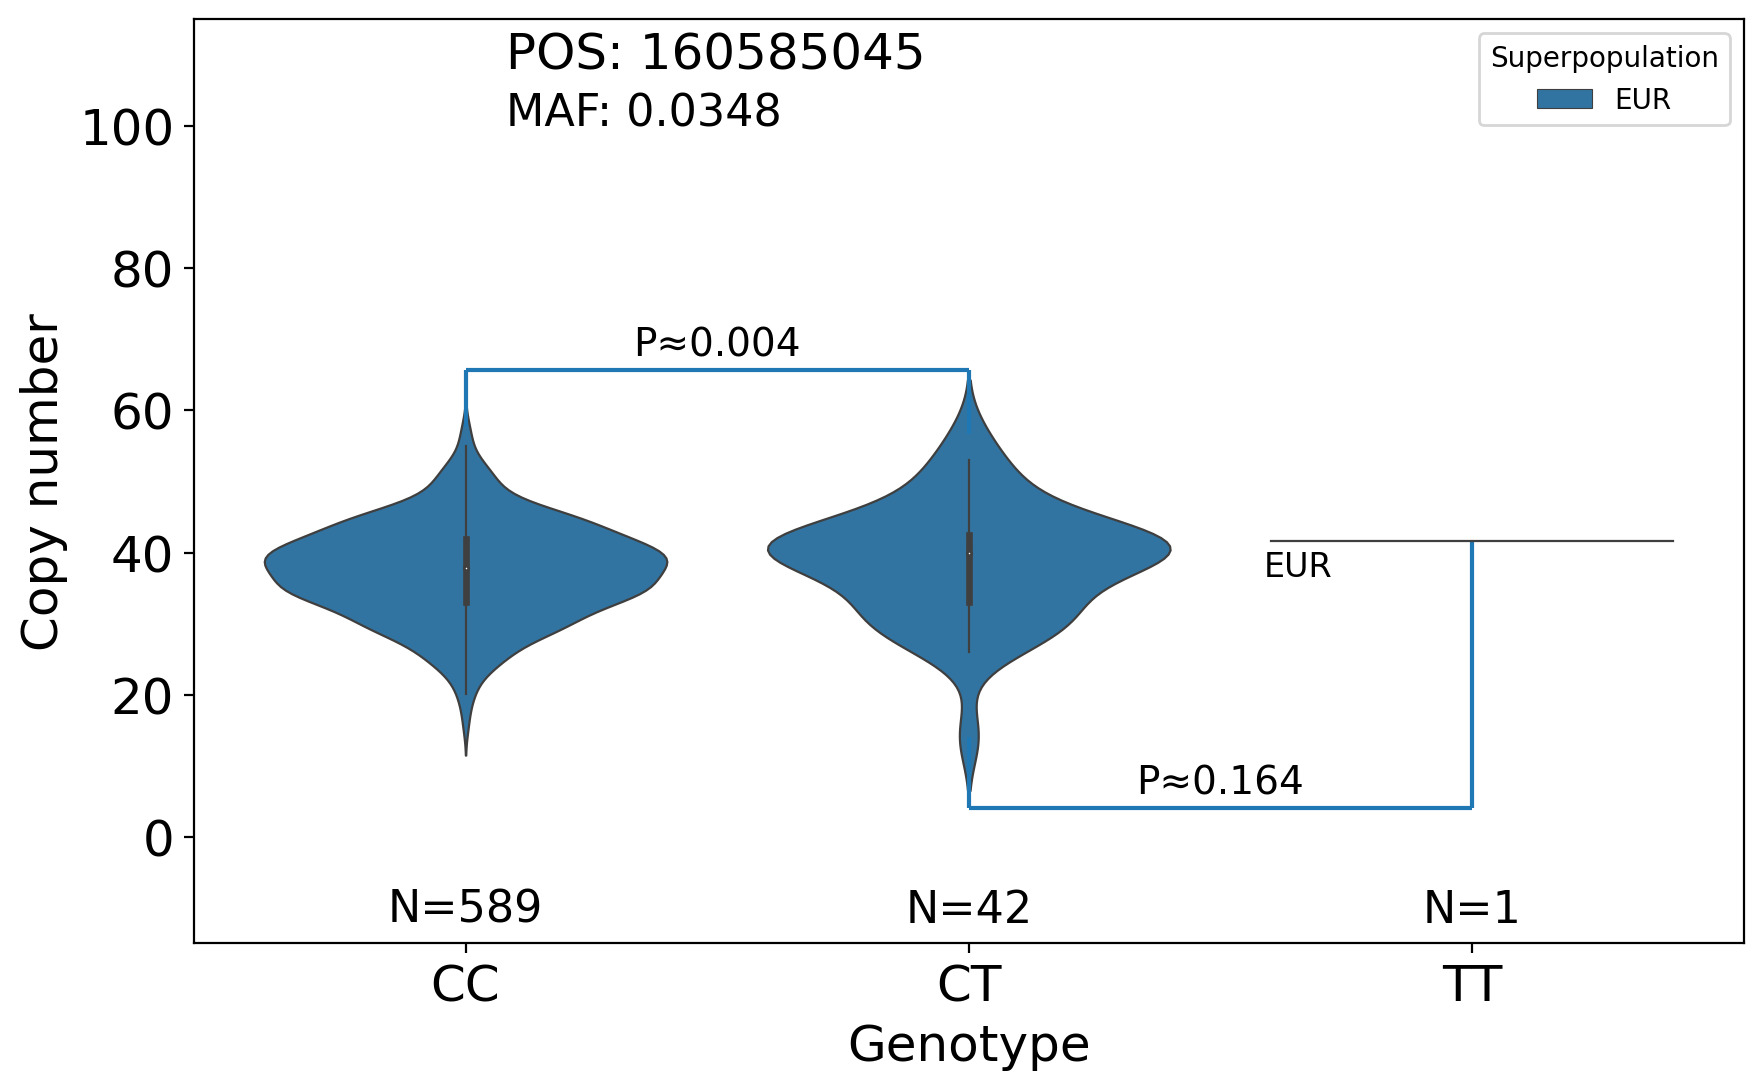 POS: 160585045
MAF: 0.0348
Superpopulation
EUR
Copy number
100
80
60
40
20
0
P≈0.004
EUR
P≈0.164
N=589
N=42
N=1
CC
CT
TT
Genotype